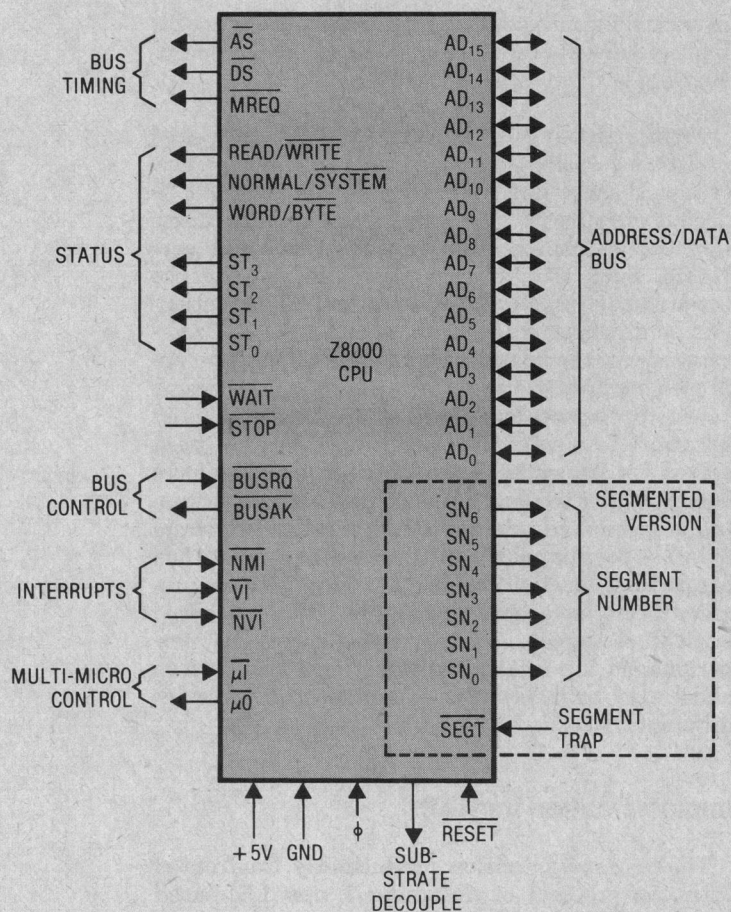 BUS
TIMING
AS
DS
MREQ
STATUS
READ/WRITE
NORMAL/SYSTEM
WORD/BYTE
ST3
ST2
ST1
ST0
WAIT
STOP
BUS
CONTROL
BUSRQ
BUSAK
INTERRUPTS
NMI
VI
NVI
MULTI-MICRO
CONTROL
μI
μO
Z8000
CPU
AD15
AD14
AD13
AD12
AD11
AD10
AD9
AD8
AD7
AD6
AD5
AD4
AD3
AD2
AD1
AD0
ADDRESS/DATA
BUS
SEGMENTED
VERSION
SN6
SN5
SN4
SN3
SN2
SN1
SN0
SEGMENT
NUMBER
SEGT
SEGMENT
TRAP
+5V
GND
ϕ
SUB-
STRATE
DECOUPLE
RESET